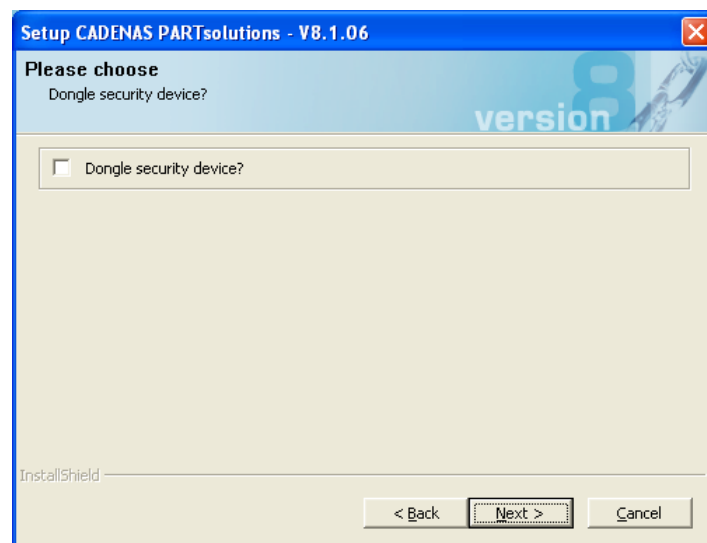 Setup CADENAS PARTsolutions - V8.1.06
Please choose
Dongle security device?
version 8
Dongle security device?
InstallShield
< Back
Next >
Cancel